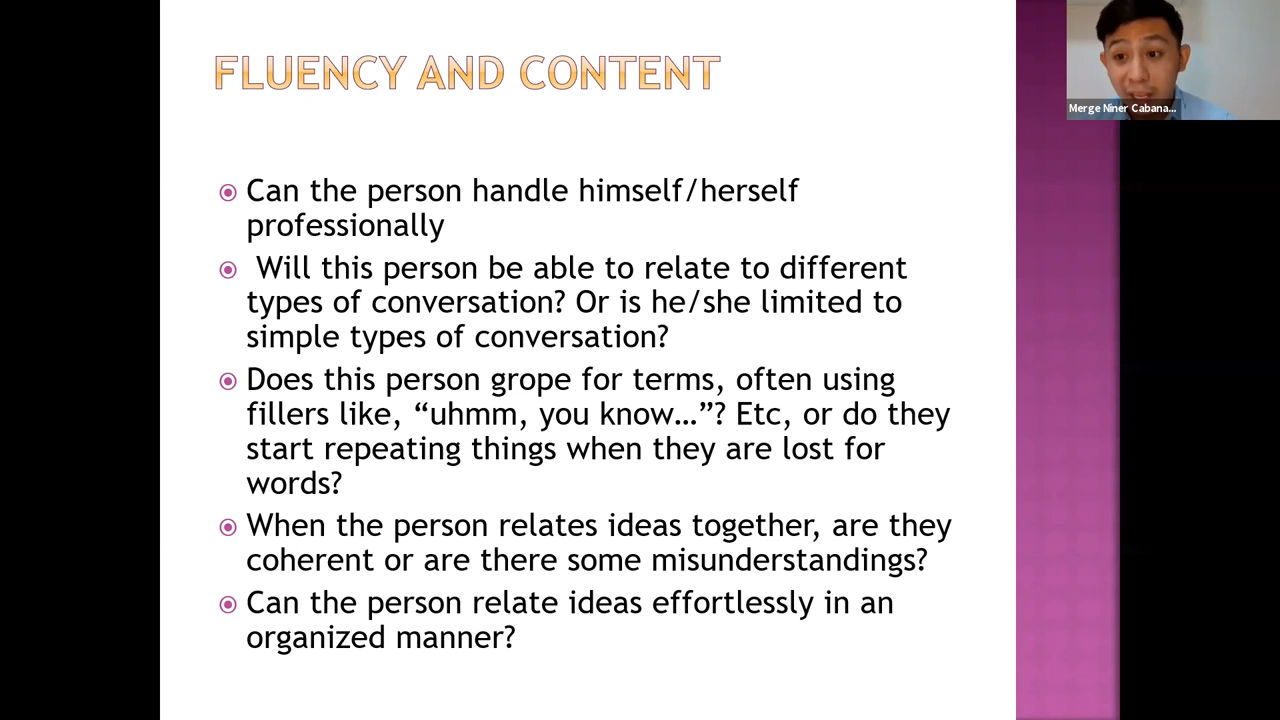 FLUENCY AND CONTENT
Merge Niner Cabana...
Can the person handle himself/herself
professionally
Will this person be able to relate to different
types of conversation? Or is he/she limited to
simple types of conversation?
Does this person grope for terms, often using
fillers like, “uhmm, you know…”? Etc, or do they
start repeating things when they are lost for
words?
When the person relates ideas together, are they
coherent or are there some misunderstandings?
Can the person relate ideas effortlessly in an
organized manner?